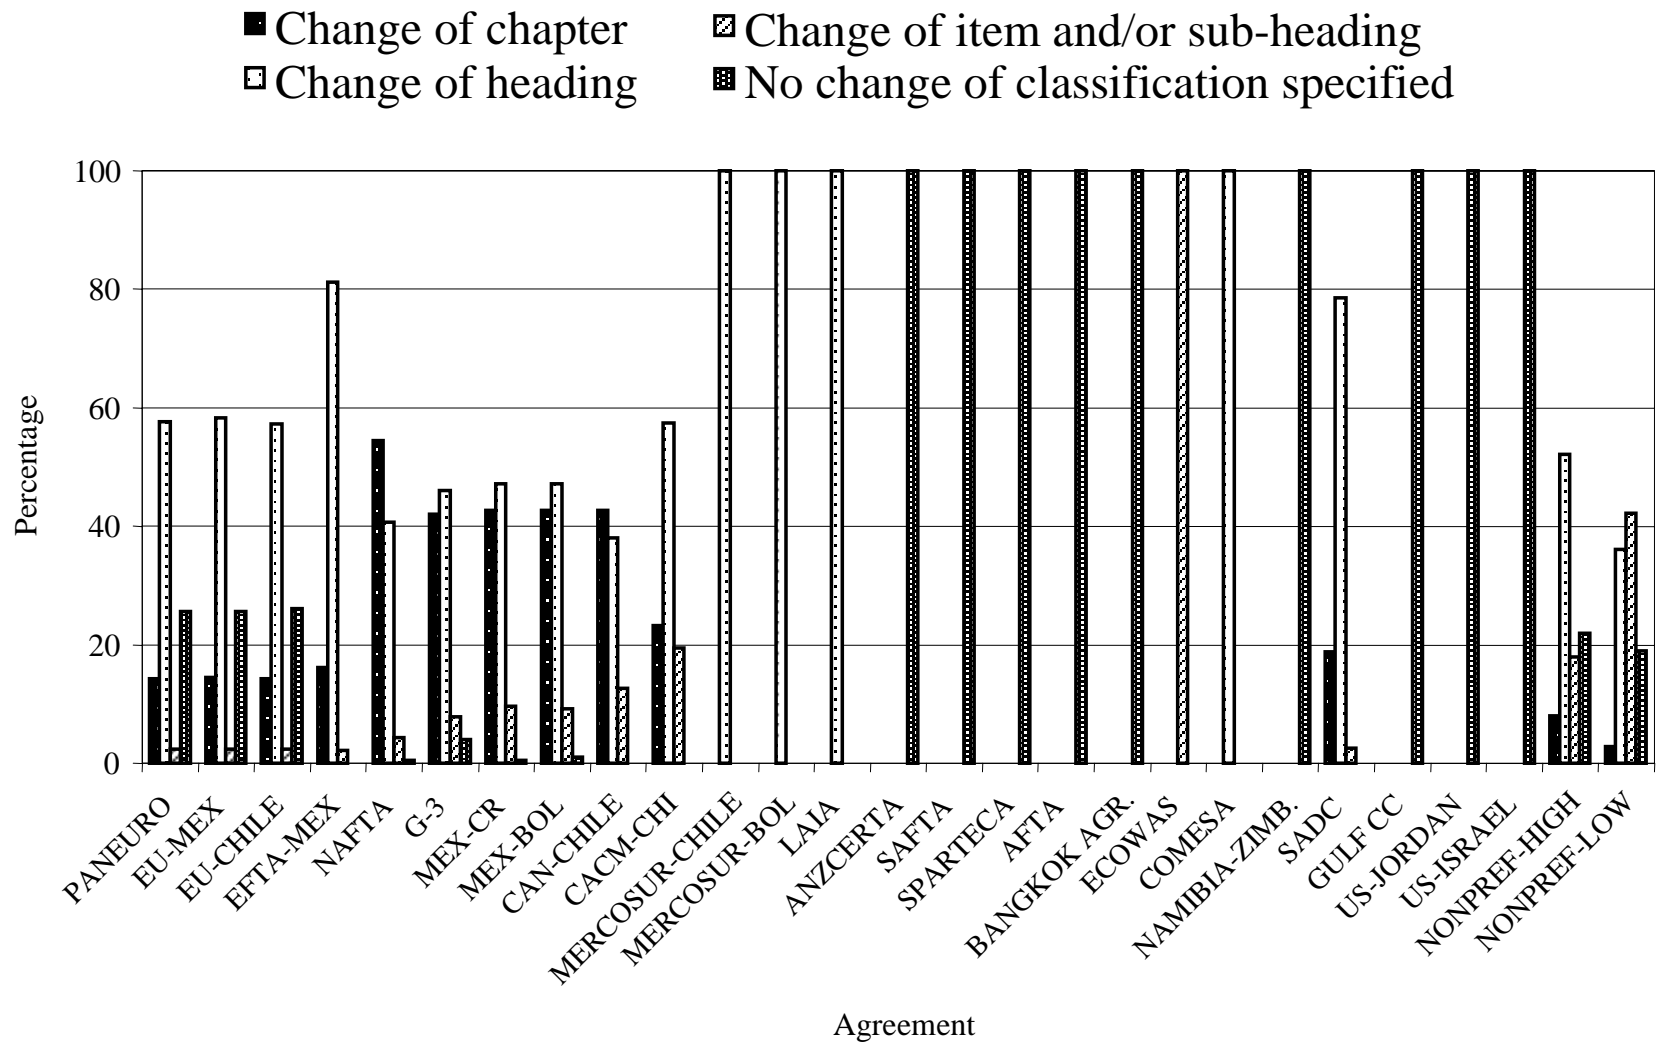 Change of chapter
Change of item and/or sub-heading
Change of heading
No change of classification specified
100
80
60
40
20
0
Percentage
PANEURO
EU-MEX
EU-CHILE
EFTA-MEX
NAFTA
G-3
MEX-CR
MEX-BOL
CAN-CHILE
CACM-CHI
MERCOSUR-CHILE
MERCOSUR-BOL
LAIA
ANZCERTA
SAFTA
SPARTECA
AFTA
BANGKOK AGR.
ECOWAS
COMESA
NAMIBIA-ZIMB.
SADC
GULF CC
US-JORDAN
US-ISRAEL
NONPREF-HIGH
NONPREF-LOW
Agreement